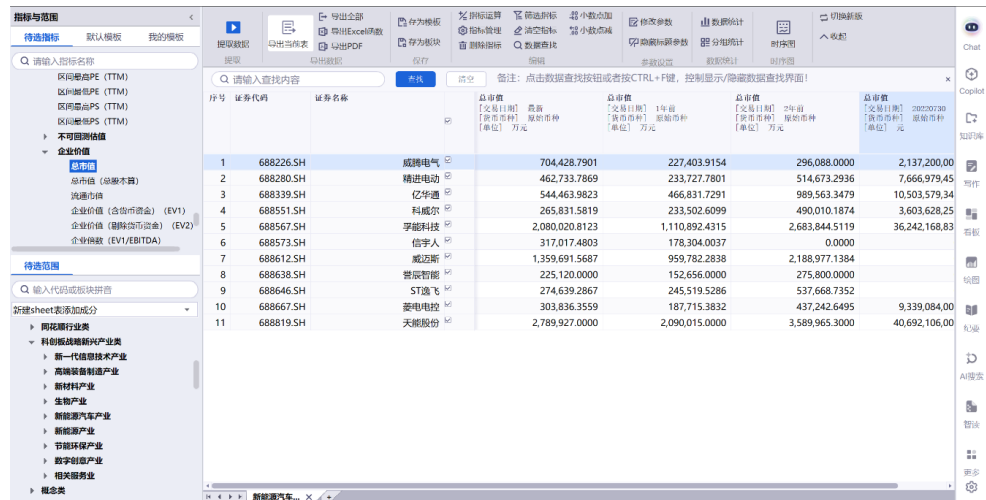 指标与范围
待选指标 默认模板 我的模板
请输入指标名称
区间最高PE（TTM）
区间最低PE（TTM）
区间最高PS（TTM）
区间最低PS（TTM）
不可回测估值
企业价值
总市值
总市值（总股本算）
流通市值
企业价值（含货币资金）（EV1）
企业价值（剔除货币资金）（EV2）
企业倍数（EV1/EBITDA）
待选范围
输入代码或板块拼音
新建sheet表添加成分
同花顺行业类
科创板战略新兴产业类
新一代信息技术产业
高端装备制造产业
新材料产业
生物产业
新能源汽车产业
新能源产业
节能环保产业
数字创意产业
相关服务业
概念类
提取数据 导出当前表 导出全部 导出Excel函数 导出PDF 存为模板 存为板块 指标运算 筛选指标 小数点加
指标管理 清空指标 小数点减 删除指标 数据查找
修改参数 隐藏标题参数 数据统计 分组统计 时序图 切换新版 收起
提取 导出数据 保存 编辑 参数设置 数据统计 时序图
请输入查找内容 查找 清空 备注：点击数据查找按钮或者按CTRL+F键，控制显示/隐藏数据查找界面！
序号 证券代码 证券名称 总市值 总市值 总市值 总市值
[交易日期] 最新 [交易日期] 1年前 [交易日期] 2年前 [交易日期] 20220730
[货币币种] 原始币种 [货币币种] 原始币种 [货币币种] 原始币种 [货币币种] 原始币种
[单位] 万元 [单位] 万元 [单位] 万元 [单位] 元
1 688226.SH 威腾电气 704,428.7901 227,403.9154 296,088.0000 2,137,200,00
2 688280.SH 精进电动 462,733.7869 233,727.7801 514,673.2936 7,666,979,45
3 688339.SH 亿华通 544,463.9823 466,831.7291 989,563.3479 10,503,579,34
4 688551.SH 科威尔 265,831.5819 233,502.6099 490,010.1874 3,603,628,25
5 688567.SH 孚能科技 2,080,020.8123 1,110,892.4315 2,683,844.5119 36,242,168,83
6 688573.SH 信宇人 317,017.4803 178,304.0037 0.0000
7 688612.SH 威迈斯 1,359,691.5687 959,782.2838 2,188,977.1384
8 688638.SH 誉辰智能 225,120.0000 152,656.0000 275,800.0000
9 688646.SH ST逸飞 274,639.2867 245,519.5286 537,668.7352
10 688667.SH 菱电电控 303,836.3559 187,715.3832 437,242.6495 9,339,084,00
11 688819.SH 天能股份 2,789,927.0000 2,090,015.0000 3,589,965.3000 40,692,106,00
新能源汽车...
Chat
Copilot
知识库
写作
看板
绘图
纪要
AI搜索
智读
更多